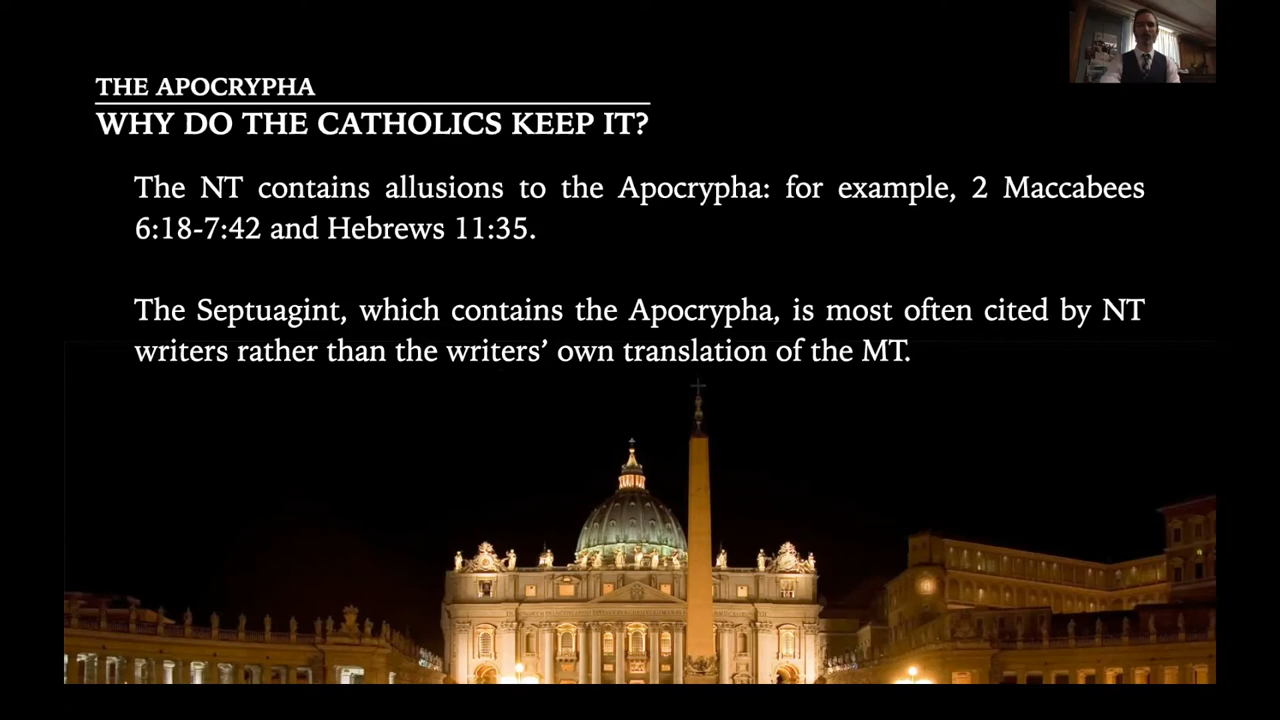 THE APOCRYPHA
WHY DO THE CATHOLICS KEEP IT?
The NT contains allusions to the Apocrypha: for example, 2 Maccabees
6:18-7:42 and Hebrews 11:35.
The Septuagint, which contains the Apocrypha, is most often cited by NT
writers rather than the writers’ own translation of the MT.